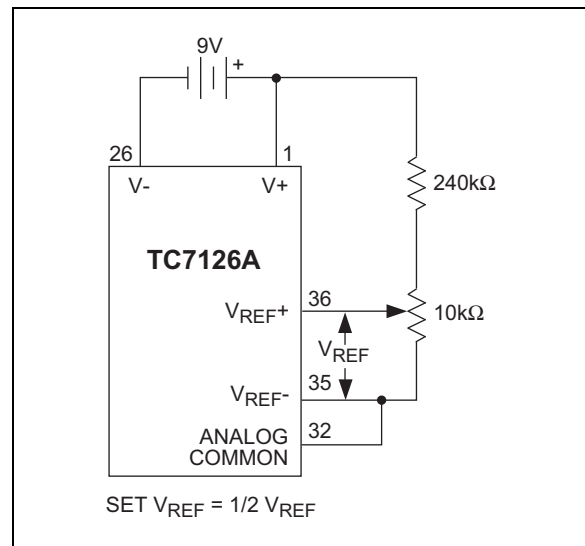 9V
+
26
1
V-
V+
240kΩ
TC7126A
36
VREF+
10kΩ
VREF
35
VREF-
ANALOG
32
COMMON
SET VREF = 1/2 VREF